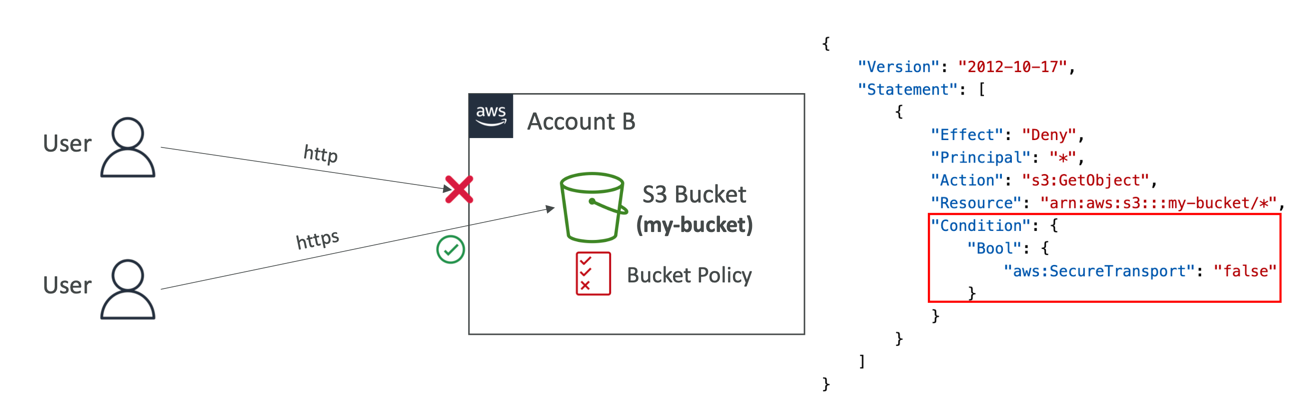 User
http
User
https
aws
Account B
S3 Bucket
(my-bucket)
Bucket Policy
{
    "Version": "2012-10-17",
    "Statement": [
        {
            "Effect": "Deny",
            "Principal": "*",
            "Action": "s3:GetObject",
            "Resource": "arn:aws:s3:::my-bucket/*",
            "Condition": {
                "Bool": {
                    "aws:SecureTransport": "false"
                }
            }
        }
    ]
}